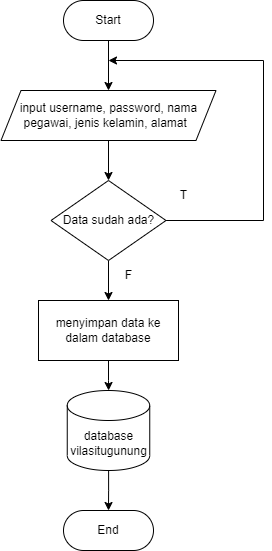 Start
input username, password, nama
pegawai, jenis kelamin, alamat
Data sudah ada?
T
F
menyimpan data ke
dalam database
database
vilasitugunung
End